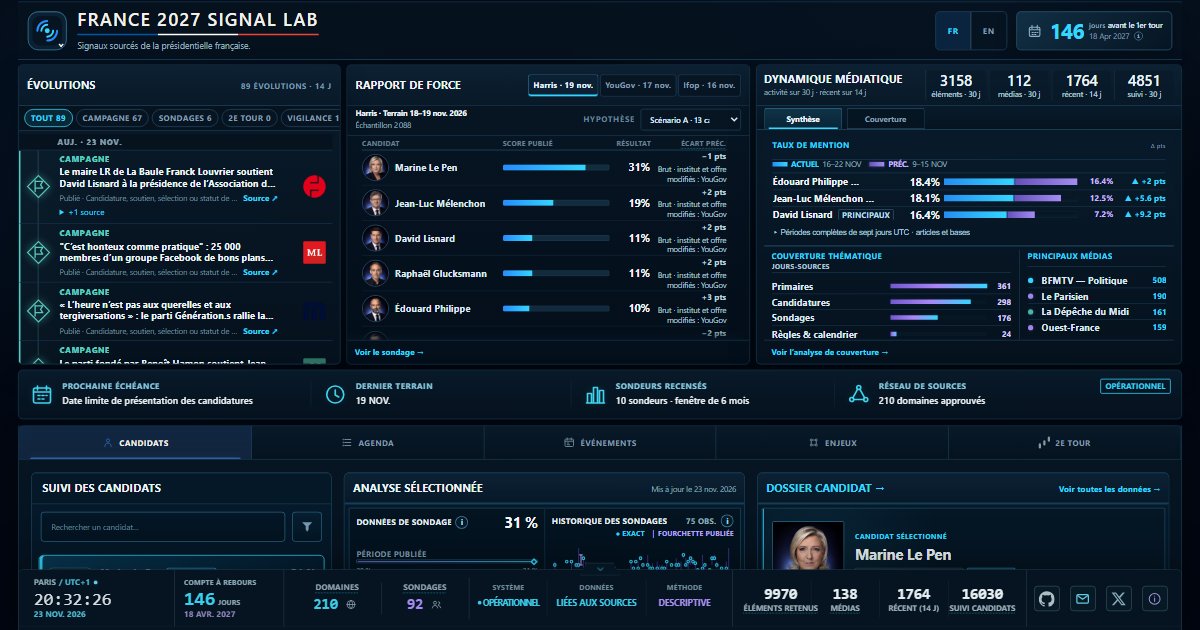 FRANCE 2027 SIGNAL LAB
Signaux sourcés de la présidentielle française.
FR
EN
146 jours avant le 1er tour
18 Apr 2027
ÉVOLUTIONS
89 ÉVOLUTIONS · 14 J
TOUT 89
CAMPAGNE 67
SONDAGES 6
2E TOUR 0
VIGILANCE 1
AUJ. · 23 NOV.
CAMPAGNE
Le maire LR de La Baule Franck Louvrier soutient
David Lisnard à la présidence de l'Association d...
Publié · Candidature, soutien, sélection ou statut de ... Source ↗
▸ +1 source
CAMPAGNE
"C'est honteux comme pratique" : 25 000
membres d'un groupe Facebook de bons plans...
Publié · Candidature, soutien, sélection ou statut de ... Source ↗
ML
CAMPAGNE
« L'heure n'est pas aux querelles et aux
tergiversations » : le parti Génération.s rallie la...
Publié · Candidature, soutien, sélection ou statut de ... Source ↗
CAMPAGNE
Le parti fondé par Benoît Hamon soutient Jean-
RAPPORT DE FORCE
Harris · 19 nov.
YouGov · 17 nov.
Ifop · 16 nov.
Harris · Terrain 18–19 nov. 2026
Échantillon 2088
HYPOTHÈSE
Scénario A · 13 c
CANDIDAT
SCORE PUBLIÉ
RÉSULTAT
ÉCART PRÉC.
Marine Le Pen
31%
−1 pts
Brut · institut et offre
modifiés : YouGov
Jean-Luc Mélenchon
19%
+2 pts
Brut · institut et offre
modifiés : YouGov
David Lisnard
11%
+2 pts
Brut · institut et offre
modifiés : YouGov
Raphaël Glucksmann
11%
+2 pts
Brut · institut et offre
modifiés : YouGov
Édouard Philippe
10%
+3 pts
Brut · institut et offre
modifiés : YouGov
−2 pts
Voir le sondage →
DYNAMIQUE MÉDIATIQUE
activité sur 30 j · récent sur 14 j
3158
éléments · 30 j
112
médias · 30 j
1764
récent · 14 j
4851
suivi · 30 j
Synthèse
Couverture
TAUX DE MENTION
Δ pts
ACTUEL 16–22 NOV
PRÉC. 9–15 NOV
Édouard Philippe ...
18.4%
16.4%
▲ +2 pts
Jean-Luc Mélenchon ...
18.1%
12.5%
▲ +5.6 pts
David Lisnard
PRINCIPAUX
16.4%
7.2%
▲ +9.2 pts
• Périodes complètes de sept jours UTC · articles et bases
COUVERTURE THÉMATIQUE
JOURS-SOURCES
Primaires 361
Candidatures 298
Sondages 176
Règles & calendrier 24
PRINCIPAUX MÉDIAS
BFMTV — Politique 508
Le Parisien 190
La Dépêche du Midi 161
Ouest-France 159
Voir l'analyse de couverture →
PROCHAINE ÉCHÉANCE
Date limite de présentation des candidatures
DERNIER TERRAIN
19 NOV.
SONDEURS RECENSÉS
10 sondeurs · fenêtre de 6 mois
RÉSEAU DE SOURCES
210 domaines approuvés
OPÉRATIONNEL
CANDIDATS
AGENDA
ÉVÉNEMENTS
ENJEUX
2E TOUR
SUIVI DES CANDIDATS
Rechercher un candidat...
ANALYSE SÉLECTIONNÉE
Mis à jour le 23 nov. 2026
DONNÉES DE SONDAGE
31 %
PÉRIODE PUBLIÉE
HISTORIQUE DES SONDAGES
75 OBS.
• EXACT | FOURCHETTE PUBLIÉE
DOSSIER CANDIDAT →
Voir toutes les données →
CANDIDAT SÉLECTIONNÉ
Marine Le Pen
PARIS / UTC+1 •
20:32:26
23 NOV. 2026
COMPTE À REBOURS
146 JOURS
18 AVR. 2027
DOMAINES
210
SONDAGES
92
SYSTÈME
• OPÉRATIONNEL
DONNÉES
LIÉES AUX SOURCES
MÉTHODE
DESCRIPTIVE
9970
ÉLÉMENTS RETENUS
138
MÉDIAS
1764
RÉCENT (14 J)
16030
SUIVI CANDIDATS